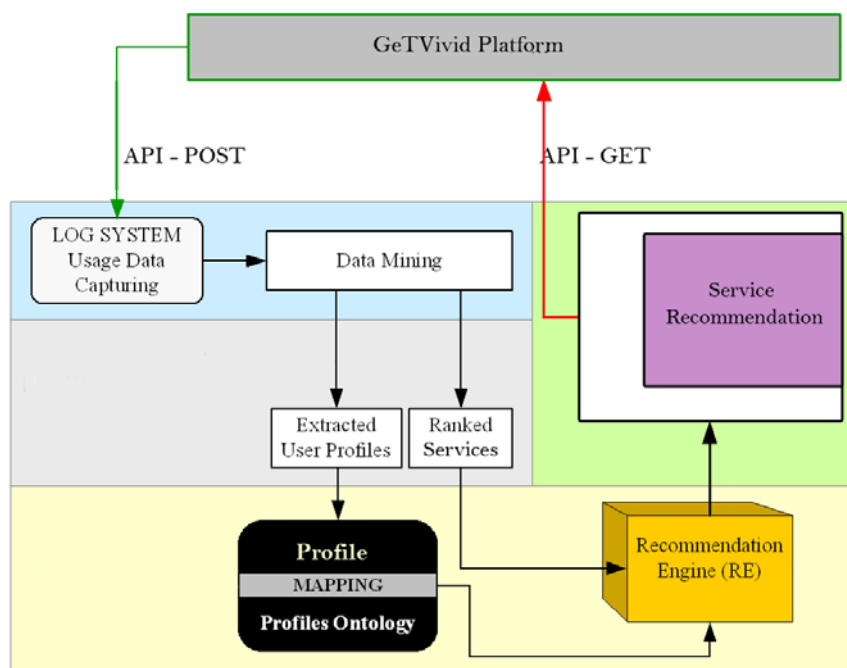 GeTVivid Platform
API - POST
API - GET
LOG SYSTEM
Usage Data
Capturing
Data Mining
Service
Recommendation
Extracted
User Profiles
Ranked
Services
Profile
MAPPING
Profiles Ontology
Recommendation
Engine (RE)